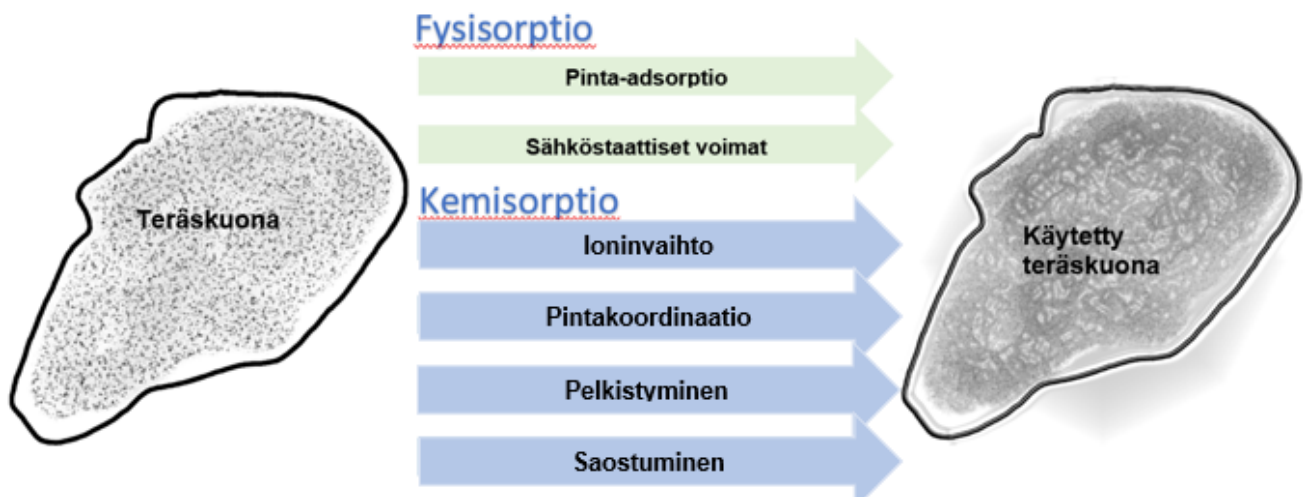 Fysisorptio
Pinta-adsorptio
Sähköstaattiset voimat
Teräskuona
Kemisorptio
Ioninvaihto
Käytetty
teräskuona
Pintakoordinaatio
Pelkistyminen
Saostuminen